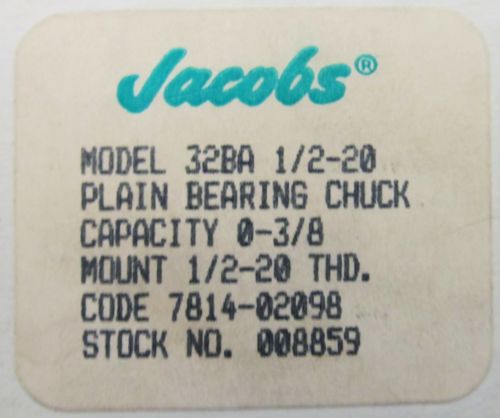 Jacobs®
MODEL 32BA 1/2-20
PLAIN BEARING CHUCK
CAPACITY 0-3/8
MOUNT 1/2-20 THD.
CODE 7814-02098
STOCK NO. 008859